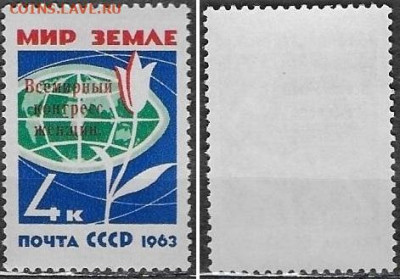 COINS.LAVE.RU
МИР ЗЕМЛЕ
Всемирный
конгресс
женщин.
4к
ПОЧТА СССР 1963